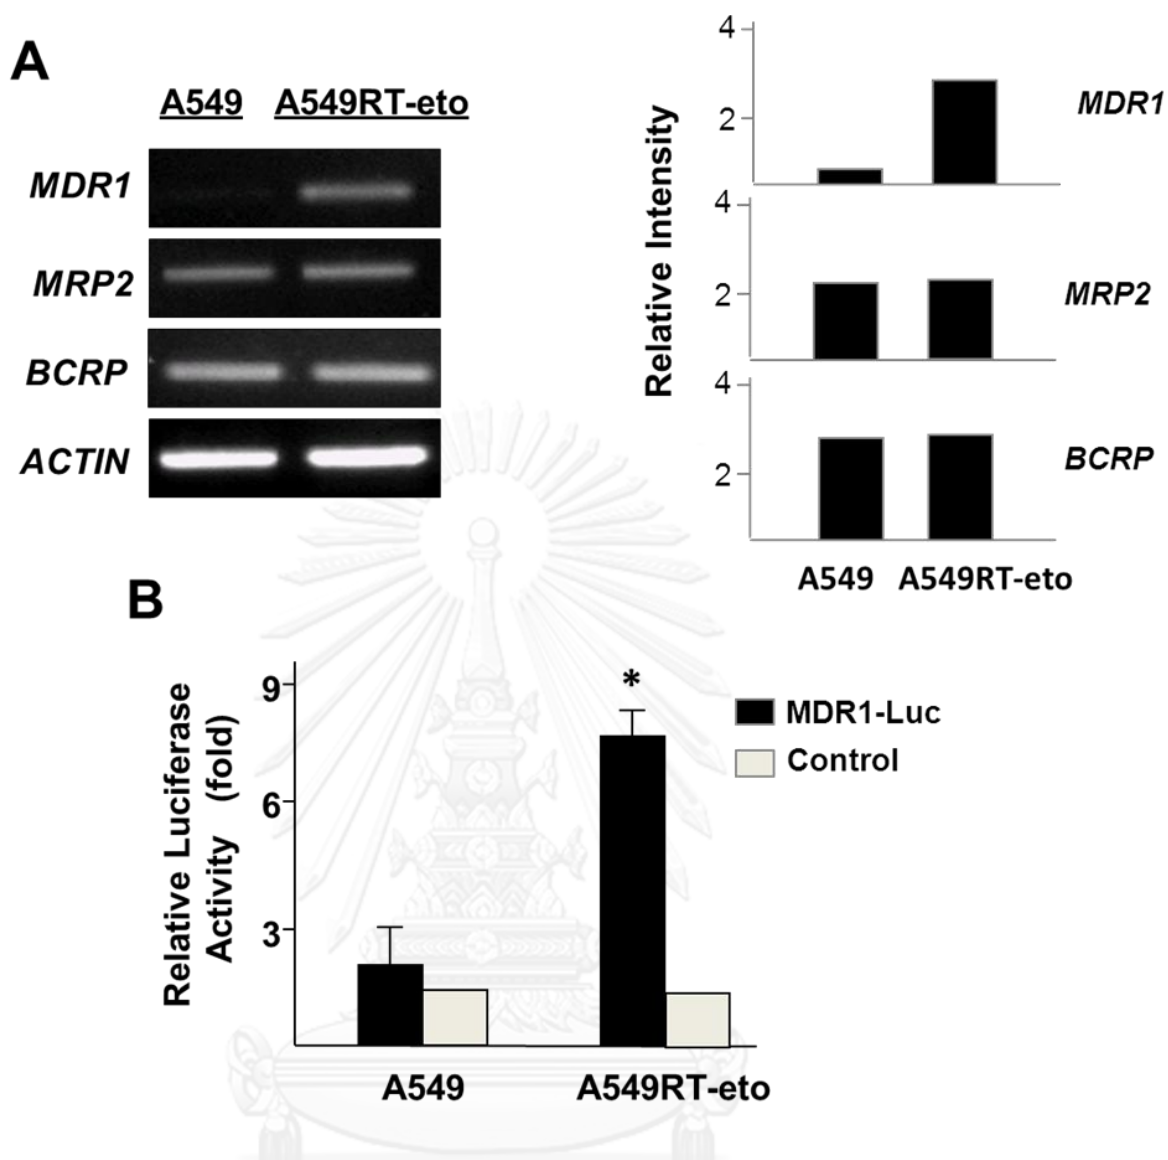 A
A549 A549RT-eto
MDR1
MRP2
BCRP
ACTIN
Relative Intensity
4
2
MDR1
4
2
MRP2
4
2
BCRP
A549 A549RT-eto
B
Relative Luciferase
Activity (fold)
9
6
3
*
MDR1-Luc
Control
A549 A549RT-eto